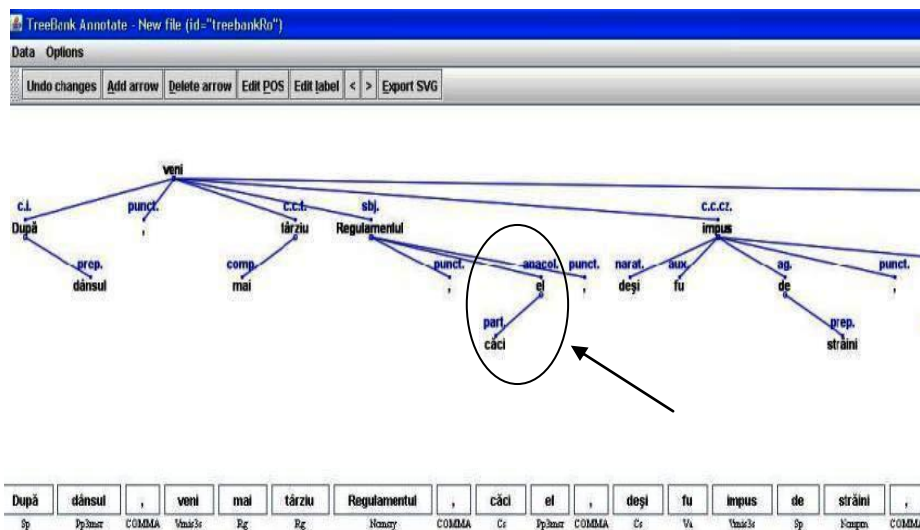 TreeBank Annotate - New file (id="treebankRo")
Data Options
Undo changes Add arrow Delete arrow Edit POS Edit label < > Export SVG
veni
c.i. punct. c.c.t. sbj. c.c.cz.
După , târziu Regulamentul impus
prep. comp. punct. anacol. punct. narat. aux. ag. punct.
dânsul mai , el , deși fu de ,
part. prep.
căci străini
După dânsul , veni mai târziu Regulamentul , căci el , deși fu impus de străini ,
Sp Pp3msr COMMA Vmis3s Rg Rg Ncmsry COMMA Cs Pp3msr COMMA Cs Va Vmis3s Sp COMMA